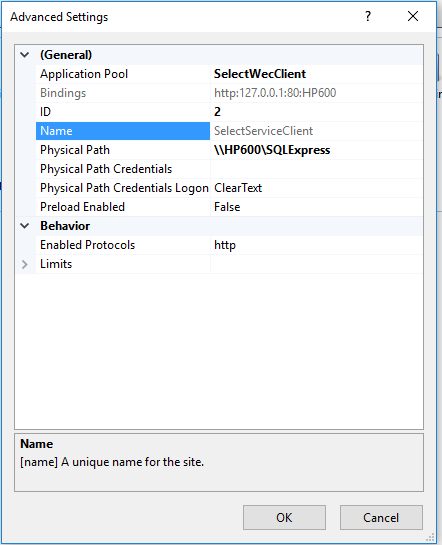 Advanced Settings ? ×
(General)
Application Pool SelectWecClient
Bindings http:127.0.0.1:80:HP600
ID 2
Name SelectServiceClient
Physical Path \\HP600\SQLExpress
Physical Path Credentials
Physical Path Credentials Logon ClearText
Preload Enabled False
Behavior
Enabled Protocols http
Limits
Name
[name] A unique name for the site.
OK Cancel